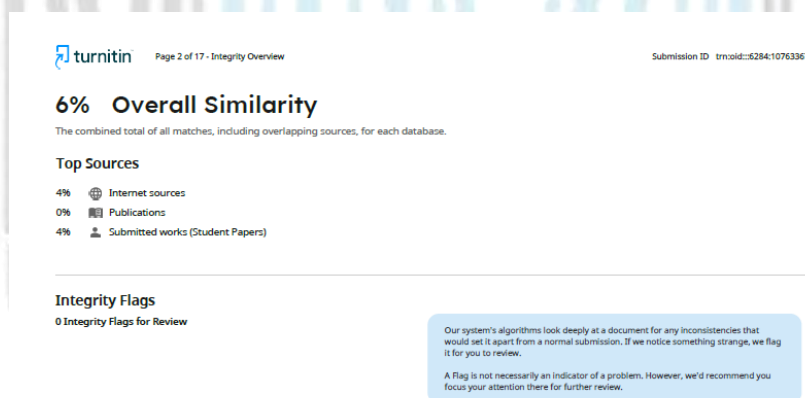 turnitin Page 2 of 17 - Integrity Overview Submission ID trn:oid:::6284:1076336
6% Overall Similarity
The combined total of all matches, including overlapping sources, for each database.
Top Sources
4% Internet sources
0% Publications
4% Submitted works (Student Papers)
Integrity Flags
0 Integrity Flags for Review
Our system's algorithms look deeply at a document for any inconsistencies that
would set it apart from a normal submission. If we notice something strange, we flag
it for you to review.
A Flag is not necessarily an indicator of a problem. However, we'd recommend you
focus your attention there for further review.